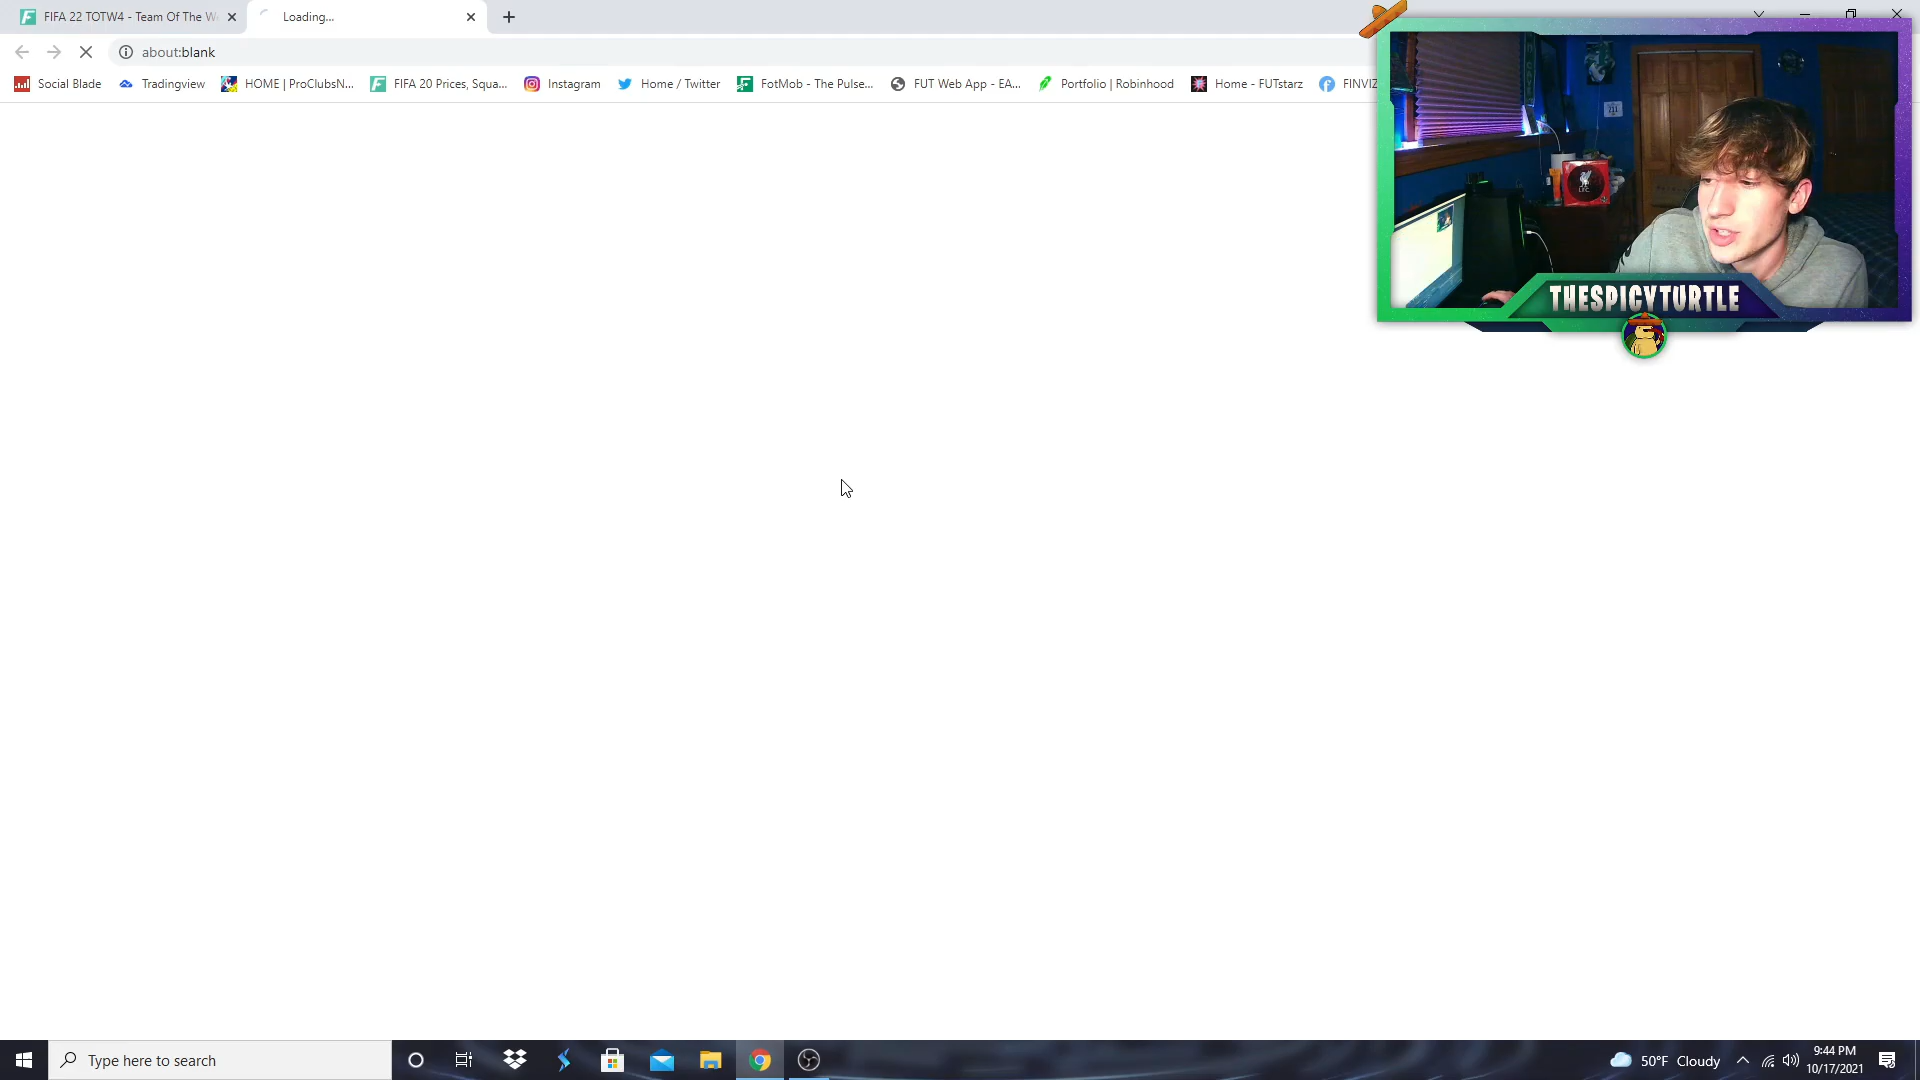 FIFA 22 TOTW4 - Team Of The W
Loading...
about:blank
Social Blade
Tradingview
HOME | ProClubsN...
FIFA 20 Prices, Squa...
Instagram
Home / Twitter
FotMob - The Pulse...
FUT Web App - EA...
Portfolio | Robinhood
Home - FUTstarz
FINVIZ
THESPICYTURTLE
Type here to search
50°F Cloudy
9:44 PM
10/17/2021